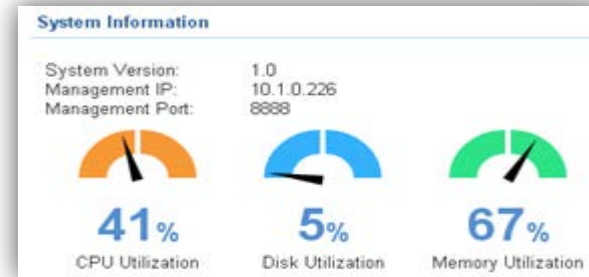 System Information
System Version: 1.0
Management IP: 10.1.0.226
Management Port: 8888
41% 5% 67%
CPU Utilization Disk Utilization Memory Utilization